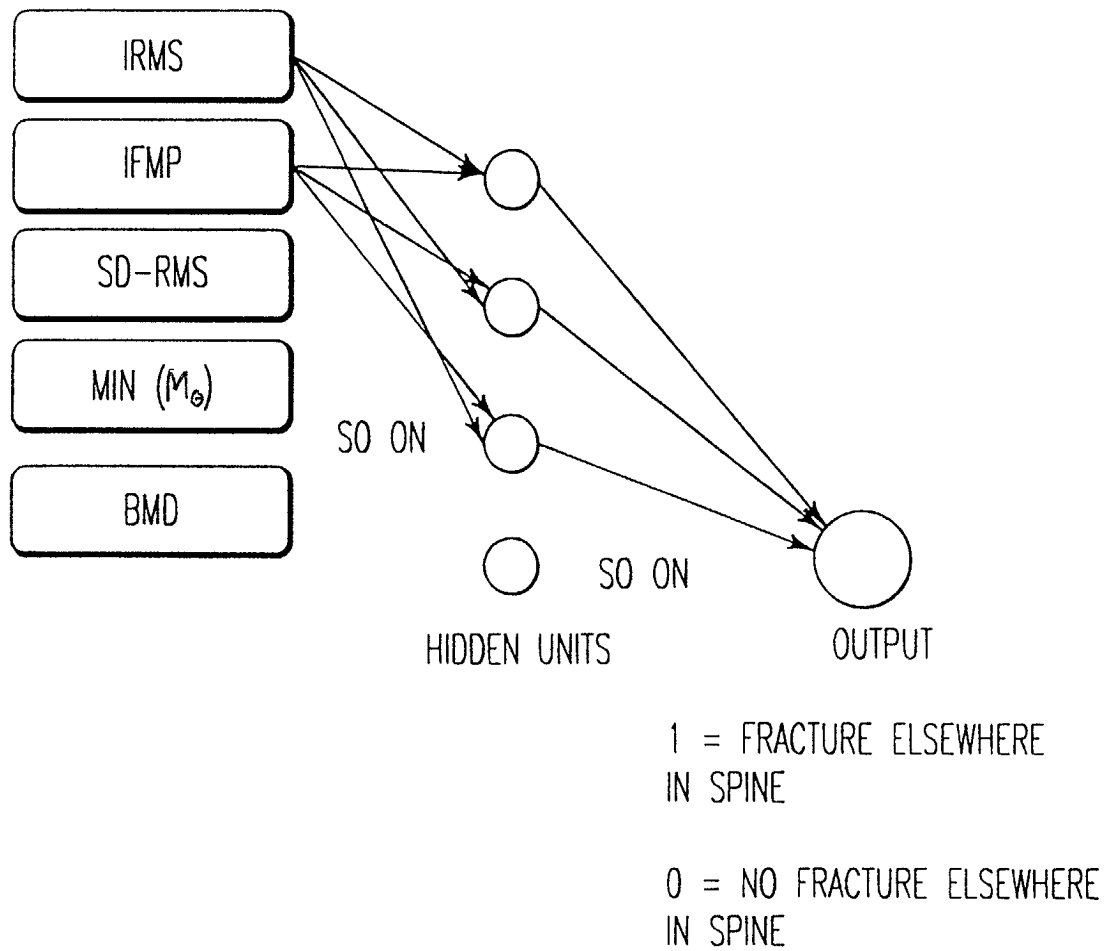 IRMS
IFMP
SD-RMS
MIN (MΘ)
BMD
SO ON
SO ON
HIDDEN UNITS
OUTPUT
1 = FRACTURE ELSEWHERE
IN SPINE
0 = NO FRACTURE ELSEWHERE
IN SPINE